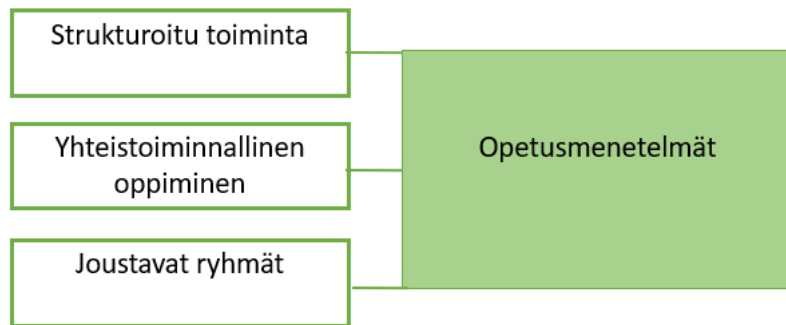 Strukturoitu toiminta
Yhteistoiminnallinen
oppiminen
Opetusmenetelmät
Joustavat ryhmät